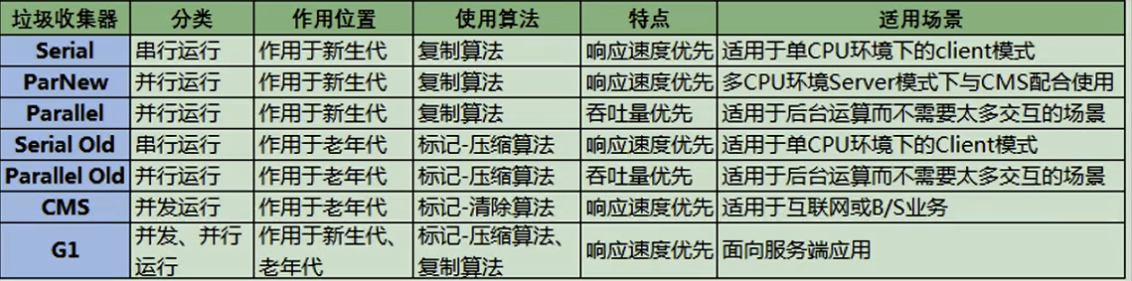 垃圾收集器 分类 作用位置 使用算法 特点 适用场景
Serial 串行运行 作用于新生代 复制算法 响应速度优先 适用于单CPU环境下的client模式
ParNew 并行运行 作用于新生代 复制算法 响应速度优先 多CPU环境Server模式下与CMS配合使用
Parallel 并行运行 作用于新生代 复制算法 吞吐量优先 适用于后台运算而不需要太多交互的场景
Serial Old 串行运行 作用于老年代 标记-压缩算法 响应速度优先 适用于单CPU环境下的Client模式
Parallel Old 并行运行 作用于老年代 标记-压缩算法 吞吐量优先 适用于后台运算而不需要太多交互的场景
CMS 并发运行 作用于老年代 标记-清除算法 响应速度优先 适用于互联网或B/S业务
G1 并发、并行 作用于新生代、 标记-压缩算法、 响应速度优先 面向服务端应用
运行 老年代 复制算法